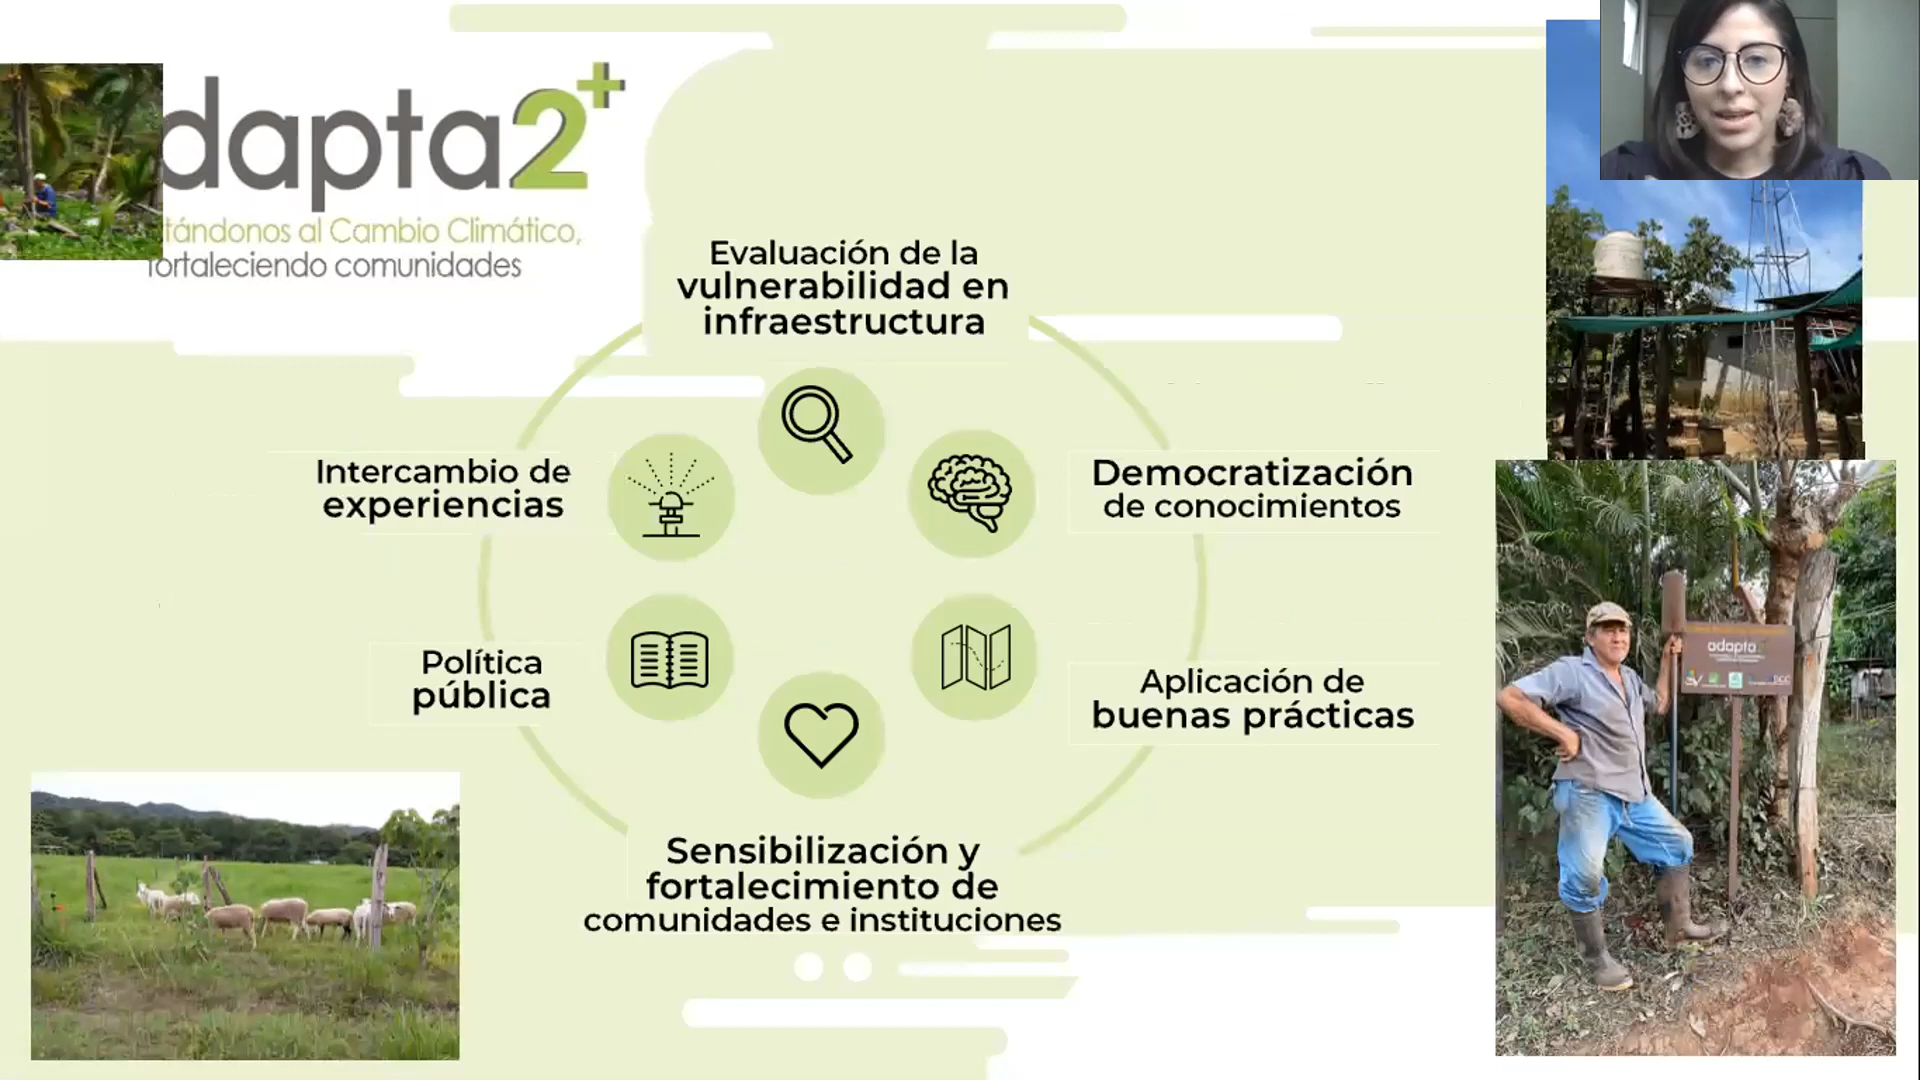 dapta2+
tándonos al Cambio Climático,
fortaleciendo comunidades
Evaluación de la
vulnerabilidad en
infraestructura
Intercambio de
experiencias
Democratización
de conocimientos
Política
pública
Aplicación de
buenas prácticas
Sensibilización y
fortalecimiento de
comunidades e instituciones
adapta